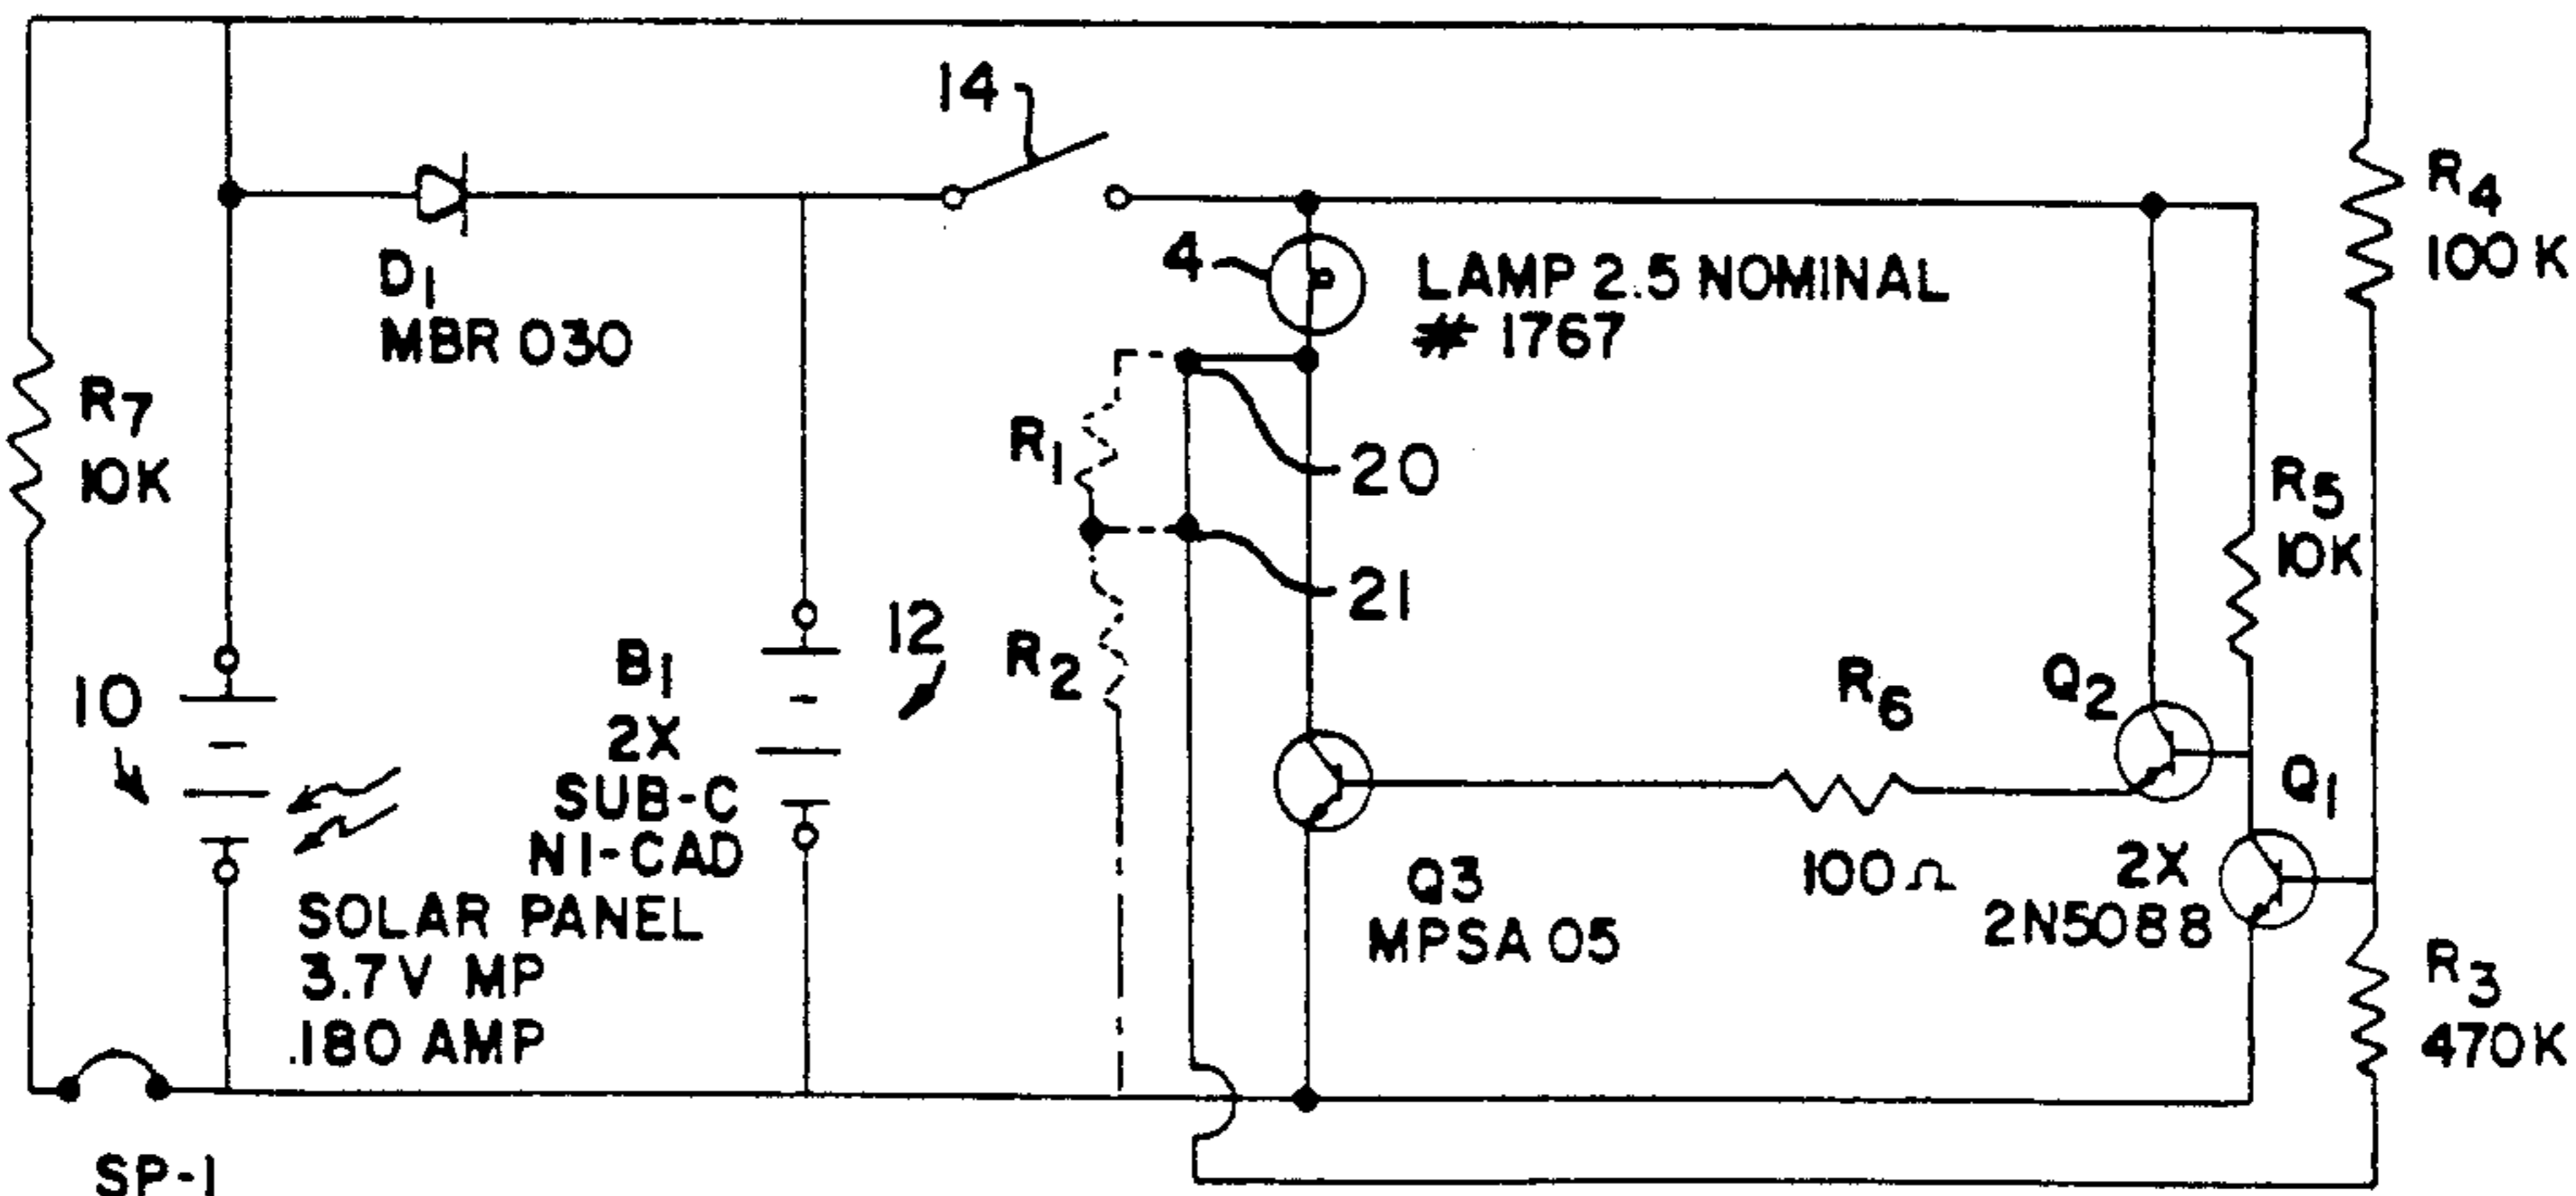 14
R4
100 K
4
LAMP 2.5 NOMINAL
# 1767
D1
MBR 030
R7
10K
R1
20
R5
10K
21
10
B1
2X
SUB-C
NI-CAD
12
R2
R6
100 Ω
Q2
Q1
2X
2N5088
Q3
MPSA 05
SOLAR PANEL
3.7V MP
.180 AMP
R3
470K
SP-1